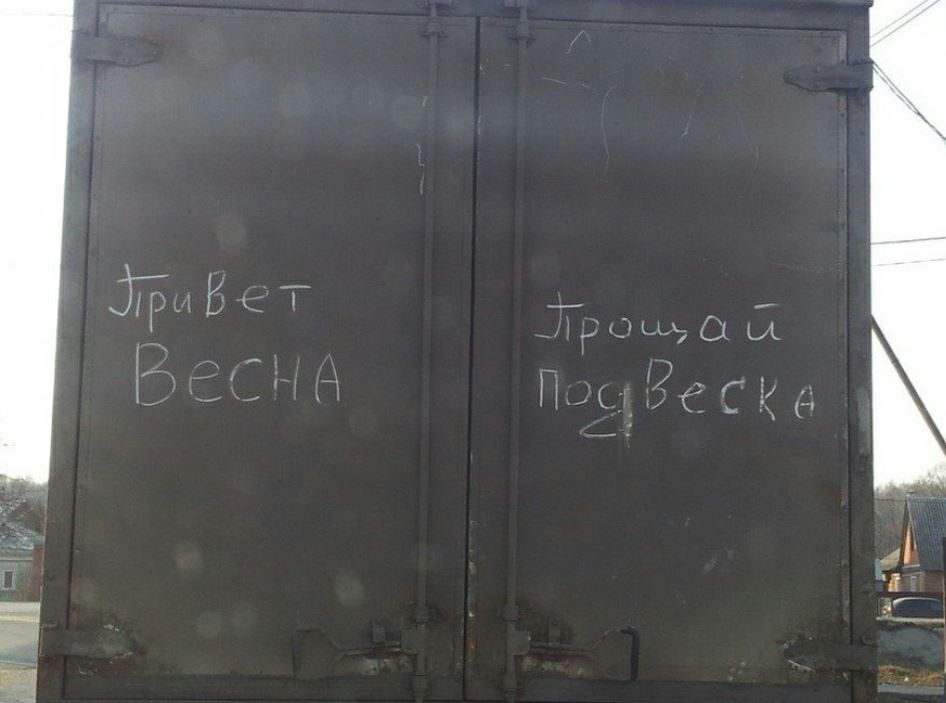 Привет
Весна
Прощай
подвеска